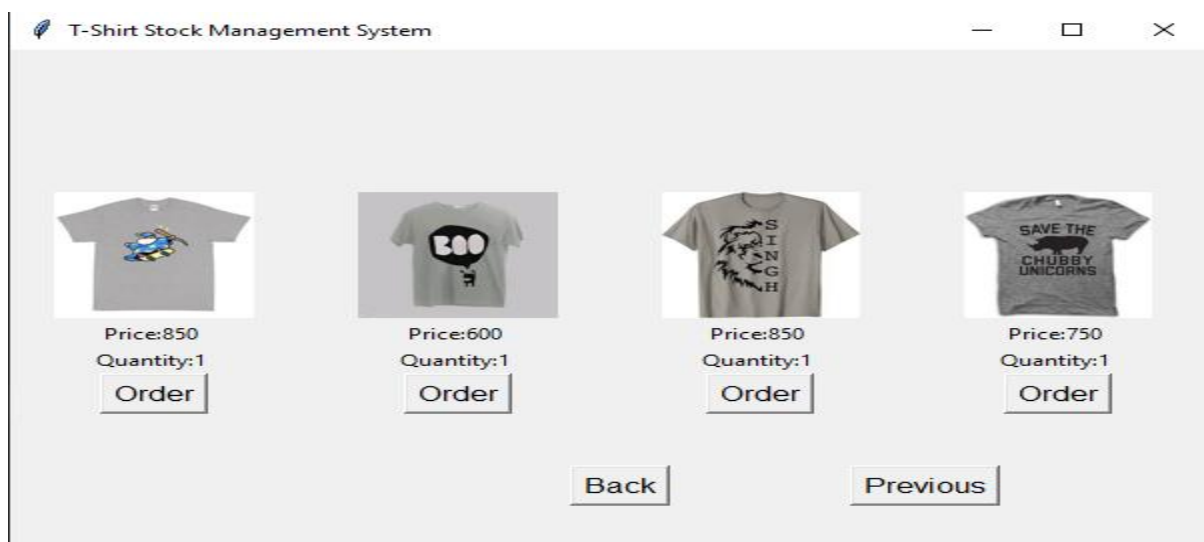 T-Shirt Stock Management System
BOO
SINGH
SAVE THE
CHUBBY
UNICORNS
Price:850
Price:600
Price:850
Price:750
Quantity:1
Quantity:1
Quantity:1
Quantity:1
Order
Order
Order
Order
Back
Previous